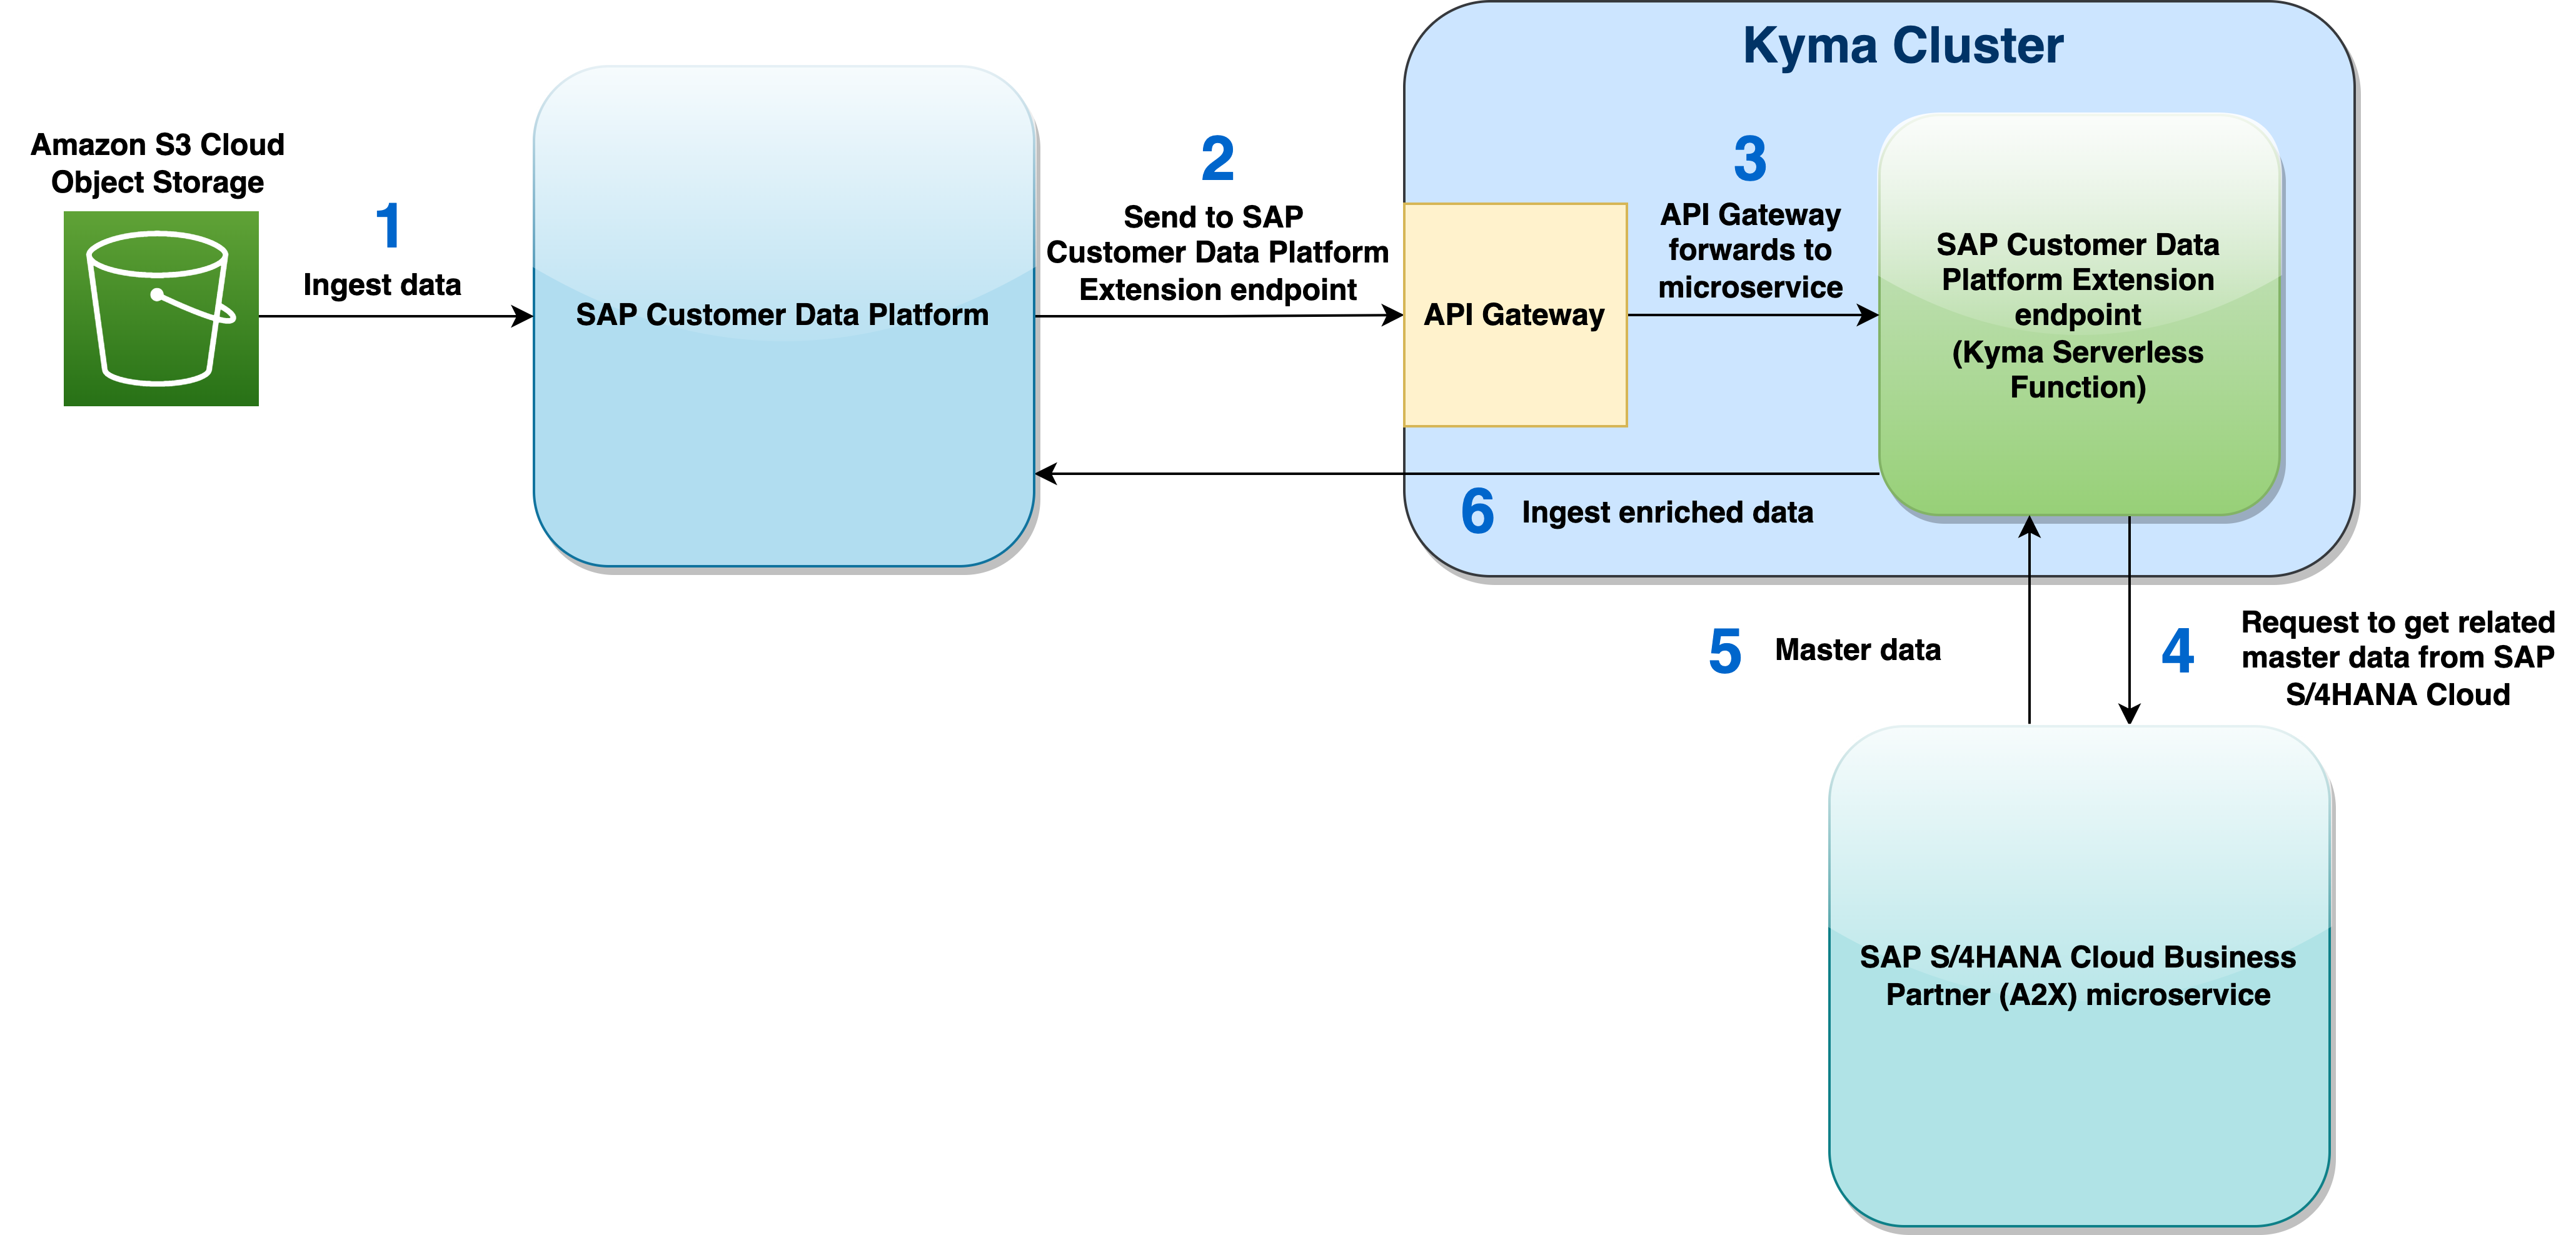 Kyma Cluster
Amazon S3 Cloud
Object Storage
1
Ingest data
SAP Customer Data Platform
2
Send to SAP
Customer Data Platform
Extension endpoint
API Gateway
3
API Gateway
forwards to
microservice
SAP Customer Data
Platform Extension
endpoint
(Kyma Serverless
Function)
6
Ingest enriched data
5
Master data
4
Request to get related
master data from SAP
S/4HANA Cloud
SAP S/4HANA Cloud Business
Partner (A2X) microservice